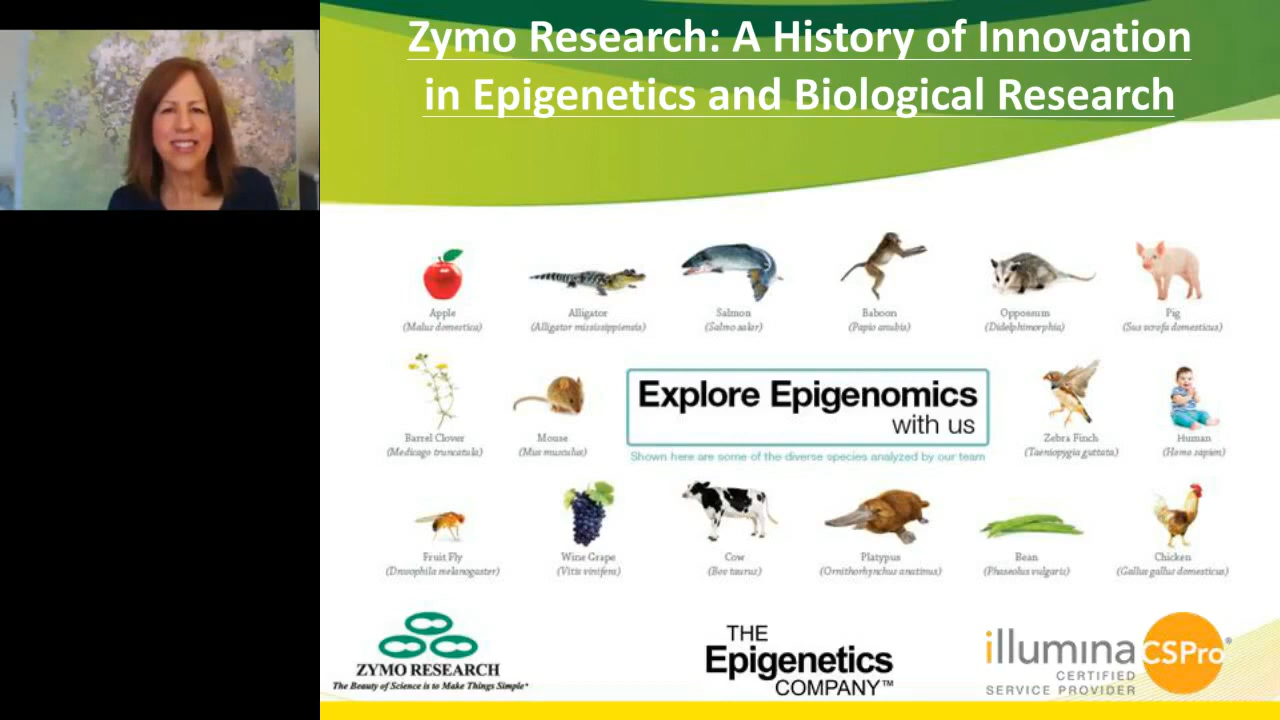 Zymo Research: A History of Innovation
in Epigenetics and Biological Research
Apple
(Malus domestica)
Alligator
(Alligator mississippiensis)
Salmon
(Salmo salar)
Baboon
(Papio anubis)
Oppossum
(Didelphimorphia)
Pig
(Sus scrofa domesticus)
Barrel Clover
(Medicago truncatula)
Mouse
(Mus musculus)
Explore Epigenomics
with us
Shown here are some of the diverse species analyzed by our team
Zebra Finch
(Taeniopygia guttata)
Human
(Homo sapien)
Fruit Fly
(Drosophila melanogaster)
Wine Grape
(Vitis vinifera)
Cow
(Bov taurus)
Platypus
(Ornithorhynchus anatinus)
Bean
(Phaseolus vulgaris)
Chicken
(Gallus gallus domesticus)
ZYMO RESEARCH
The Beauty of Science is to Make Things Simple
THE
Epigenetics
COMPANY™
illumina CSPro®
CERTIFIED
SERVICE PROVIDER